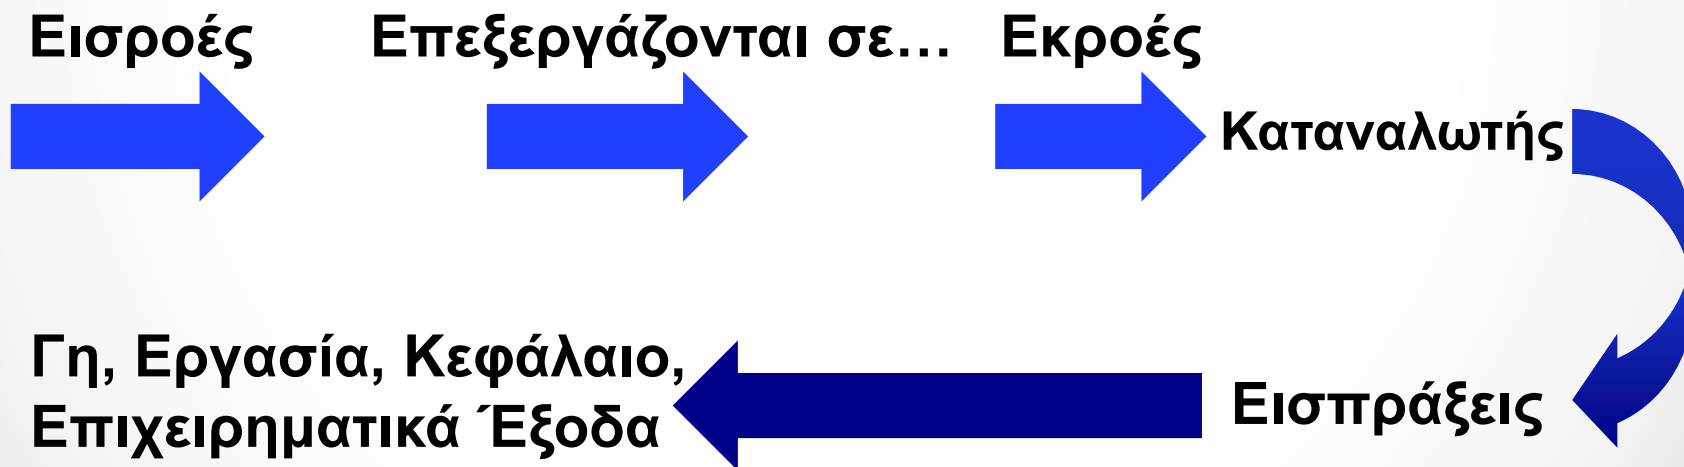 Εισροές
Επεξεργάζονται σε…
Εκροές
Καταναλωτής
Γη, Εργασία, Κεφάλαιο,
Επιχειρηματικά Έξοδα
Εισπράξεις